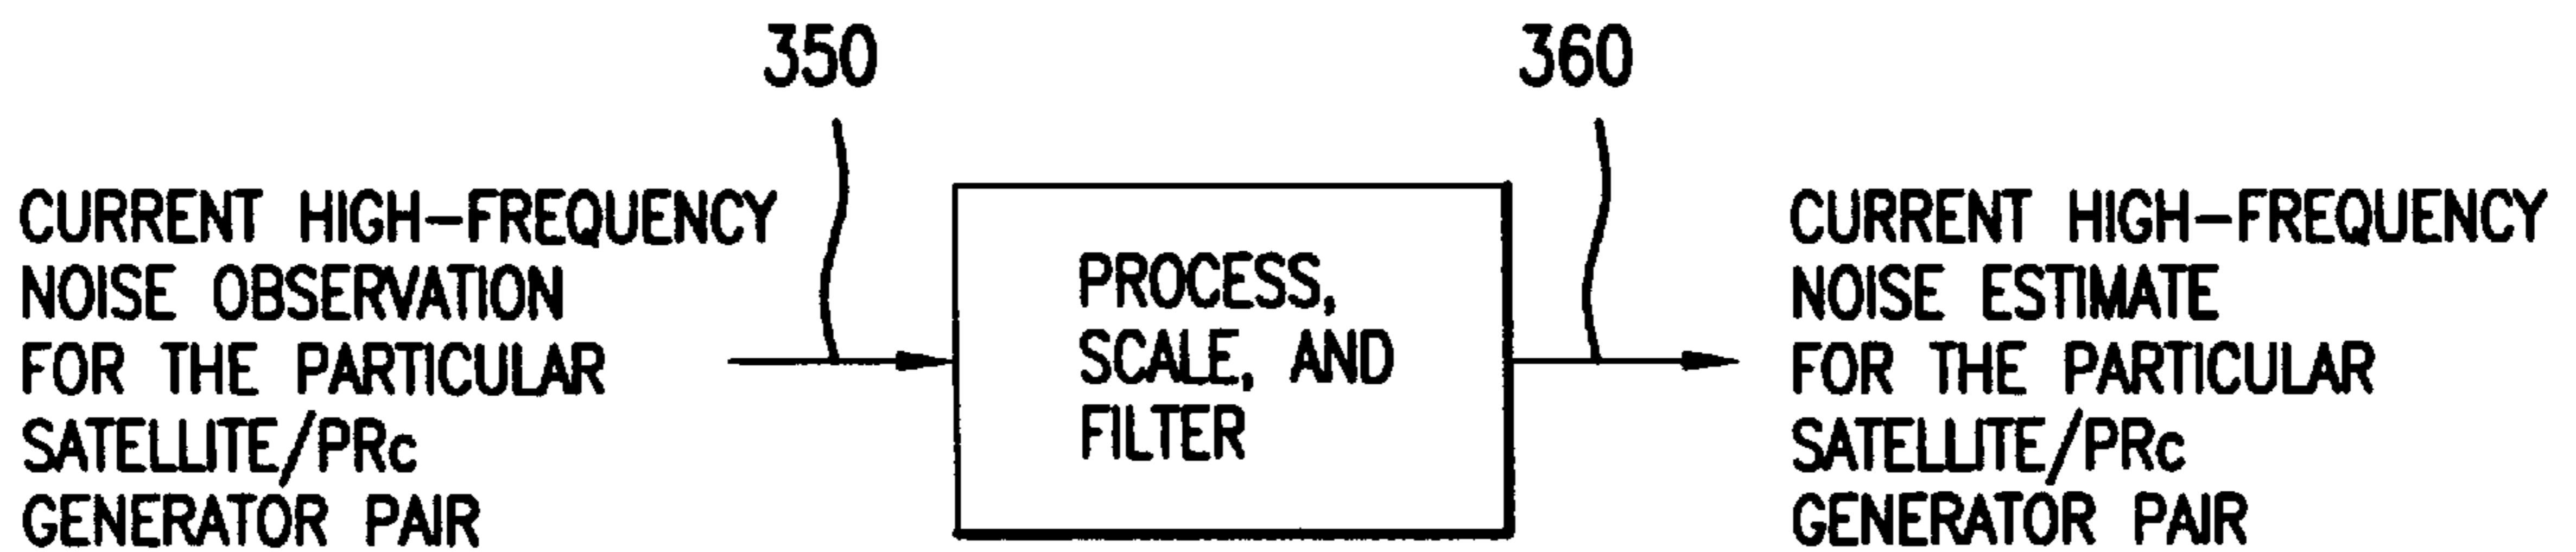 350
360
CURRENT HIGH-FREQUENCY
NOISE OBSERVATION
FOR THE PARTICULAR
SATELLITE/PRc
GENERATOR PAIR
PROCESS,
SCALE, AND
FILTER
CURRENT HIGH-FREQUENCY
NOISE ESTIMATE
FOR THE PARTICULAR
SATELLITE/PRc
GENERATOR PAIR